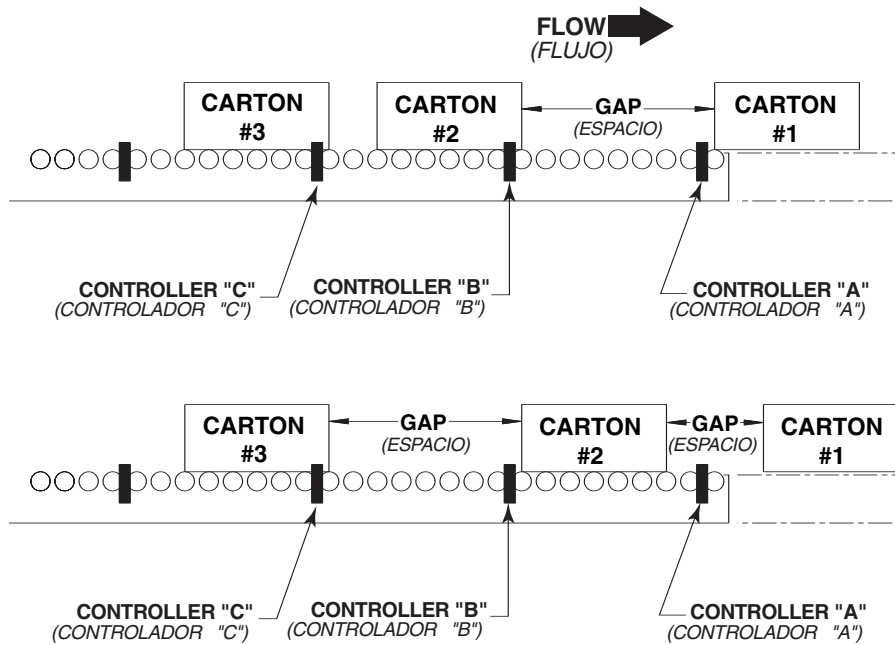 FLOW
(FLUJO)
CARTON
#3
CARTON
#2
GAP
(ESPACIO)
CARTON
#1
CONTROLLER "C"
(CONTROLADOR "C")
CONTROLLER "B"
(CONTROLADOR "B")
CONTROLLER "A"
(CONTROLADOR "A")
CARTON
#3
GAP
(ESPACIO)
CARTON
#2
GAP
(ESPACIO)
CARTON
#1
CONTROLLER "C"
(CONTROLADOR "C")
CONTROLLER "B"
(CONTROLADOR "B")
CONTROLLER "A"
(CONTROLADOR "A")